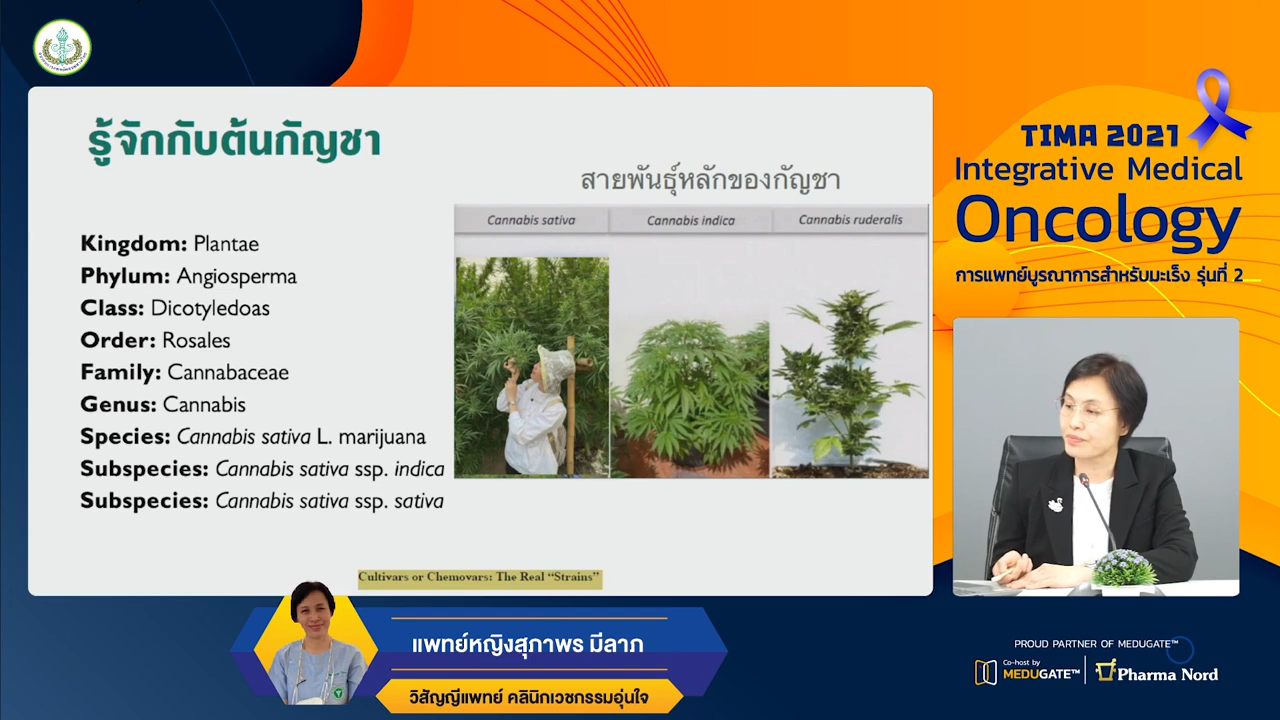 รู้จักกับต้นกัญชา
สายพันธุ์หลักของกัญชา
Cannabis sativa
Cannabis indica
Cannabis ruderalis
Kingdom: Plantae
Phylum: Angiosperma
Class: Dicotyledoas
Order: Rosales
Family: Cannabaceae
Genus: Cannabis
Species: Cannabis sativa L. marijuana
Subspecies: Cannabis sativa ssp. indica
Subspecies: Cannabis sativa ssp. sativa
Cultivars or Chemovars: The Real “Strains”
TIMA 2021
Integrative Medical
Oncology
การแพทย์บูรณาการสำหรับมะเร็ง รุ่นที่ 2
แพทย์หญิงสุภาพร มีลาภ
วิสัญญีแพทย์ คลินิกเวชกรรมอุ่นใจ
PROUD PARTNER OF MEDUGATE™
Co-host by
MEDUGATE™
Pharma Nord